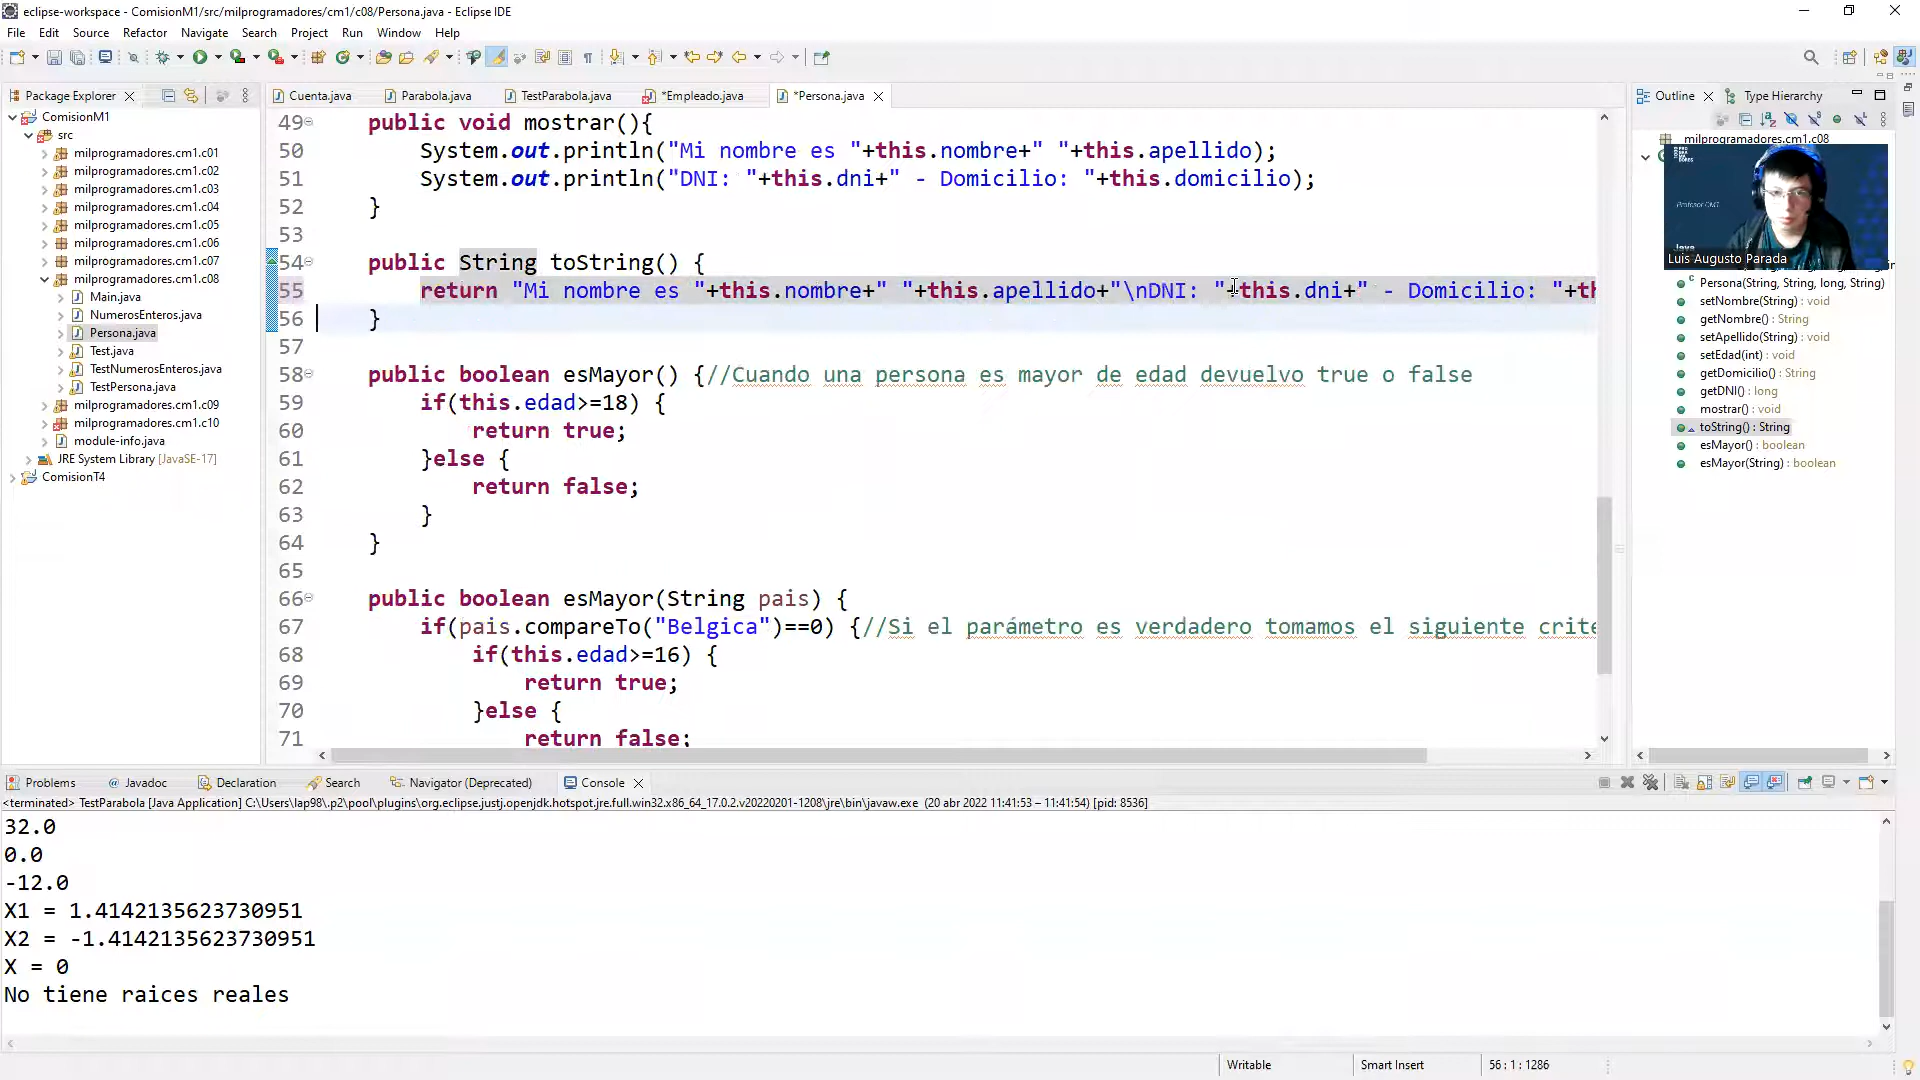 eclipse-workspace - ComisionM1/src/milprogramadores/cm1/c08/Persona.java - Eclipse IDE
File Edit Source Refactor Navigate Search Project Run Window Help
Package Explorer
ComisionM1
src
milprogramadores.cm1.c01
milprogramadores.cm1.c02
milprogramadores.cm1.c03
milprogramadores.cm1.c04
milprogramadores.cm1.c05
milprogramadores.cm1.c06
milprogramadores.cm1.c07
milprogramadores.cm1.c08
Main.java
NumerosEnteros.java
Persona.java
Test.java
TestNumerosEnteros.java
TestPersona.java
milprogramadores.cm1.c09
milprogramadores.cm1.c10
module-info.java
JRE System Library [JavaSE-17]
ComisionT4
Cuenta.java Parabola.java TestParabola.java *Empleado.java *Persona.java
49 public void mostrar(){
50 System.out.println("Mi nombre es "+this.nombre+" "+this.apellido);
51 System.out.println("DNI: "+this.dni+" - Domicilio: "+this.domicilio);
52 }
53
54 public String toString() {
55 return "Mi nombre es "+this.nombre+" "+this.apellido+"\nDNI: "+this.dni+" - Domicilio: "+th
56 }
57
58 public boolean esMayor() {//Cuando una persona es mayor de edad devuelvo true o false
59 if(this.edad>=18) {
60 return true;
61 }else {
62 return false;
63 }
64 }
65
66 public boolean esMayor(String pais) {
67 if(pais.compareTo("Belgica")==0) {//Si el parámetro es verdadero tomamos el siguiente crite
68 if(this.edad>=16) {
69 return true;
70 }else {
71 return false;
Outline Type Hierarchy
milprogramadores.cm1.c08
Profesor CM1
Java
Luis Augusto Parada
Persona(String, String, long, String)
setNombre(String) : void
getNombre() : String
setApellido(String) : void
setEdad(int) : void
getDomicilio() : String
getDNI() : long
mostrar() : void
toString() : String
esMayor() : boolean
esMayor(String) : boolean
Problems Javadoc Declaration Search Navigator (Deprecated) Console
<terminated> TestParabola [Java Application] C:\Users\lap98\.p2\pool\plugins\org.eclipse.justj.openjdk.hotspot.jre.full.win32.x86_64_17.0.2.v20220201-1208\jre\bin\javaw.exe (20 abr 2022 11:41:53 – 11:41:54) [pid: 8536]
32.0
0.0
-12.0
X1 = 1.4142135623730951
X2 = -1.4142135623730951
X = 0
No tiene raices reales
Writable Smart Insert 56 : 1 : 1286